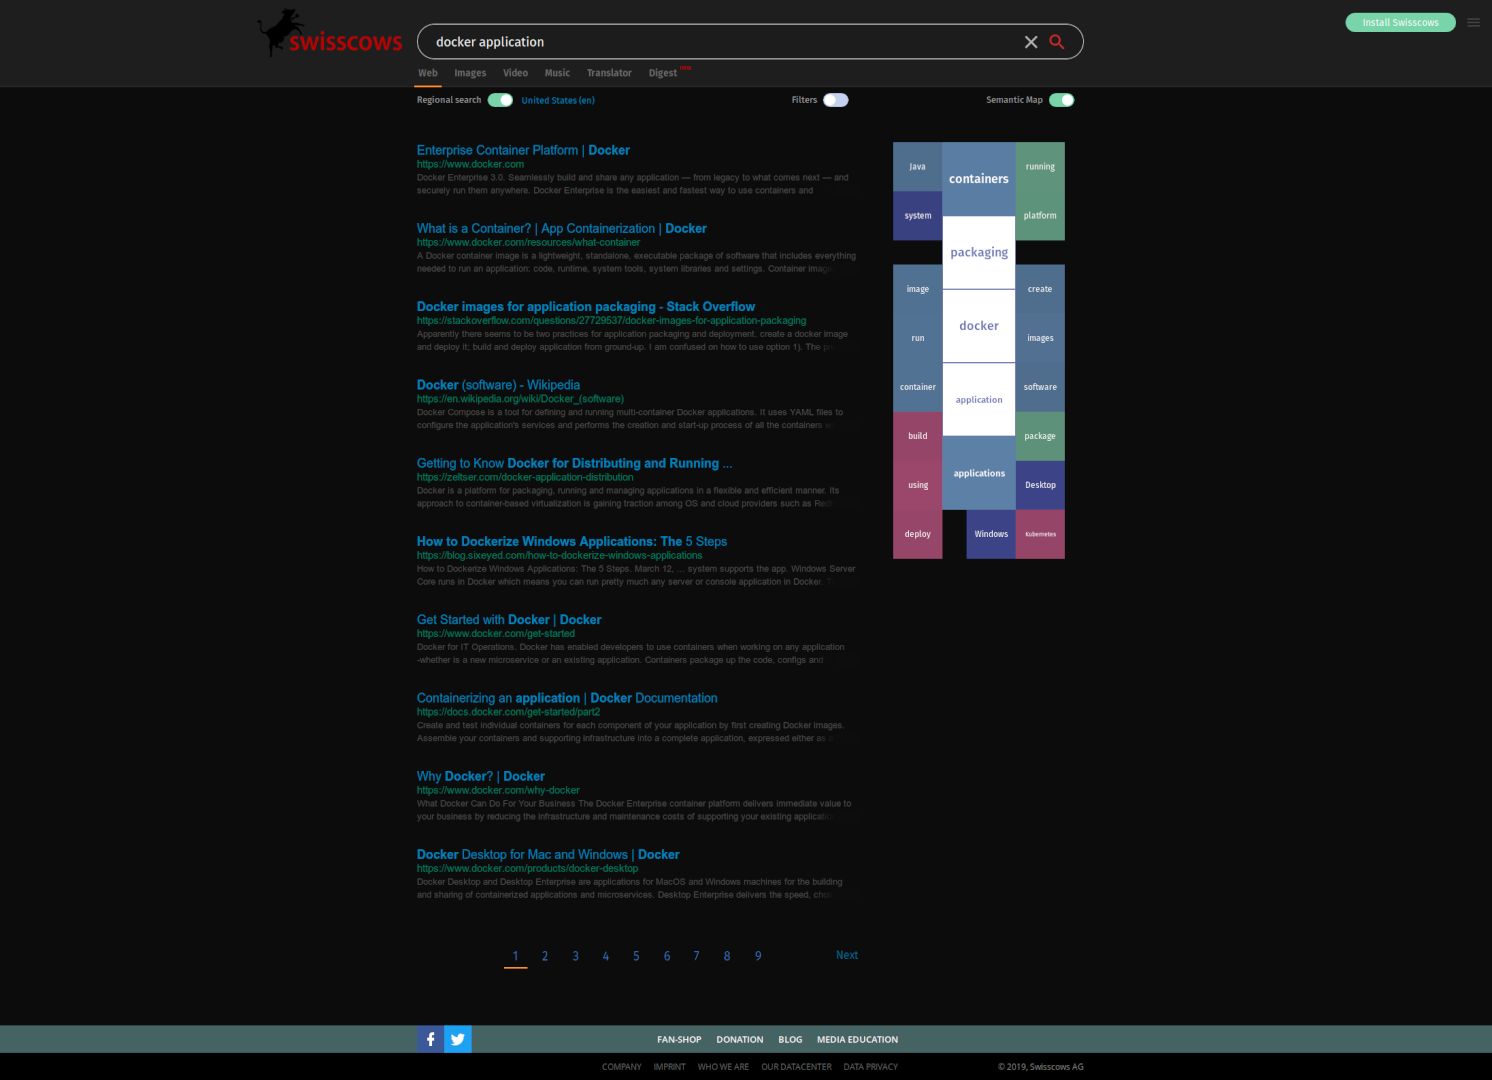 swisscows
docker application
Install Swisscows
Web Images Video Music Translator Digest
Regional search United States (en) Filters Semantic Map
Enterprise Container Platform | Docker
https://www.docker.com
Docker Enterprise 3.0. Seamlessly build and share any application — from legacy to what comes next — and
securely run them anywhere. Docker Enterprise is the easiest and fastest way to use containers and
What is a Container? | App Containerization | Docker
https://www.docker.com/resources/what-container
A Docker container image is a lightweight, standalone, executable package of software that includes everything
needed to run an application: code, runtime, system tools, system libraries and settings. Container image
Docker images for application packaging - Stack Overflow
https://stackoverflow.com/questions/27729537/docker-images-for-application-packaging
Apparently there seems to be two practices for application packaging and deployment. create a docker image
and deploy it; build and deploy application from ground-up. I am confused on how to use option 1). The
Docker (software) - Wikipedia
https://en.wikipedia.org/wiki/Docker_(software)
Docker Compose is a tool for defining and running multi-container Docker applications. It uses YAML files to
configure the application's services and performs the creation and start-up process of all the containers
Getting to Know Docker for Distributing and Running ...
https://zeltser.com/docker-application-distribution
Docker is a platform for packaging, running and managing applications in a flexible and efficient manner. Its
approach to container-based virtualization is gaining traction among OS and cloud providers such as
How to Dockerize Windows Applications: The 5 Steps
https://blog.sixeyed.com/how-to-dockerize-windows-applications
How to Dockerize Windows Applications: The 5 Steps. March 12, ... system supports the app. Windows Server
Core runs in Docker which means you can run pretty much any server or console application in Docker.
Get Started with Docker | Docker
https://www.docker.com/get-started
Docker for IT Operations. Docker has enabled developers to use containers when working on any application
-whether is a new microservice or an existing application. Containers package up the code, configs and
Containerizing an application | Docker Documentation
https://docs.docker.com/get-started/part2
Create and test individual containers for each component of your application by first creating Docker images.
Assemble your containers and supporting infrastructure into a complete application, expressed either as a
Why Docker? | Docker
https://www.docker.com/why-docker
What Docker Can Do For Your Business The Docker Enterprise container platform delivers immediate value to
your business by reducing the infrastructure and maintenance costs of supporting your existing application
Docker Desktop for Mac and Windows | Docker
https://www.docker.com/products/docker-desktop
Docker Desktop and Desktop Enterprise are applications for MacOS and Windows machines for the building
and sharing of containerized applications and microservices. Desktop Enterprise delivers the speed,
Java
containers
running
system
platform
packaging
image
create
docker
run
images
container
application
software
build
package
applications
using
Desktop
deploy
Windows
Kubernetes
1 2 3 4 5 6 7 8 9 Next
FAN-SHOP DONATION BLOG MEDIA EDUCATION
COMPANY IMPRINT WHO WE ARE OUR DATACENTER DATA PRIVACY © 2019, Swisscows AG